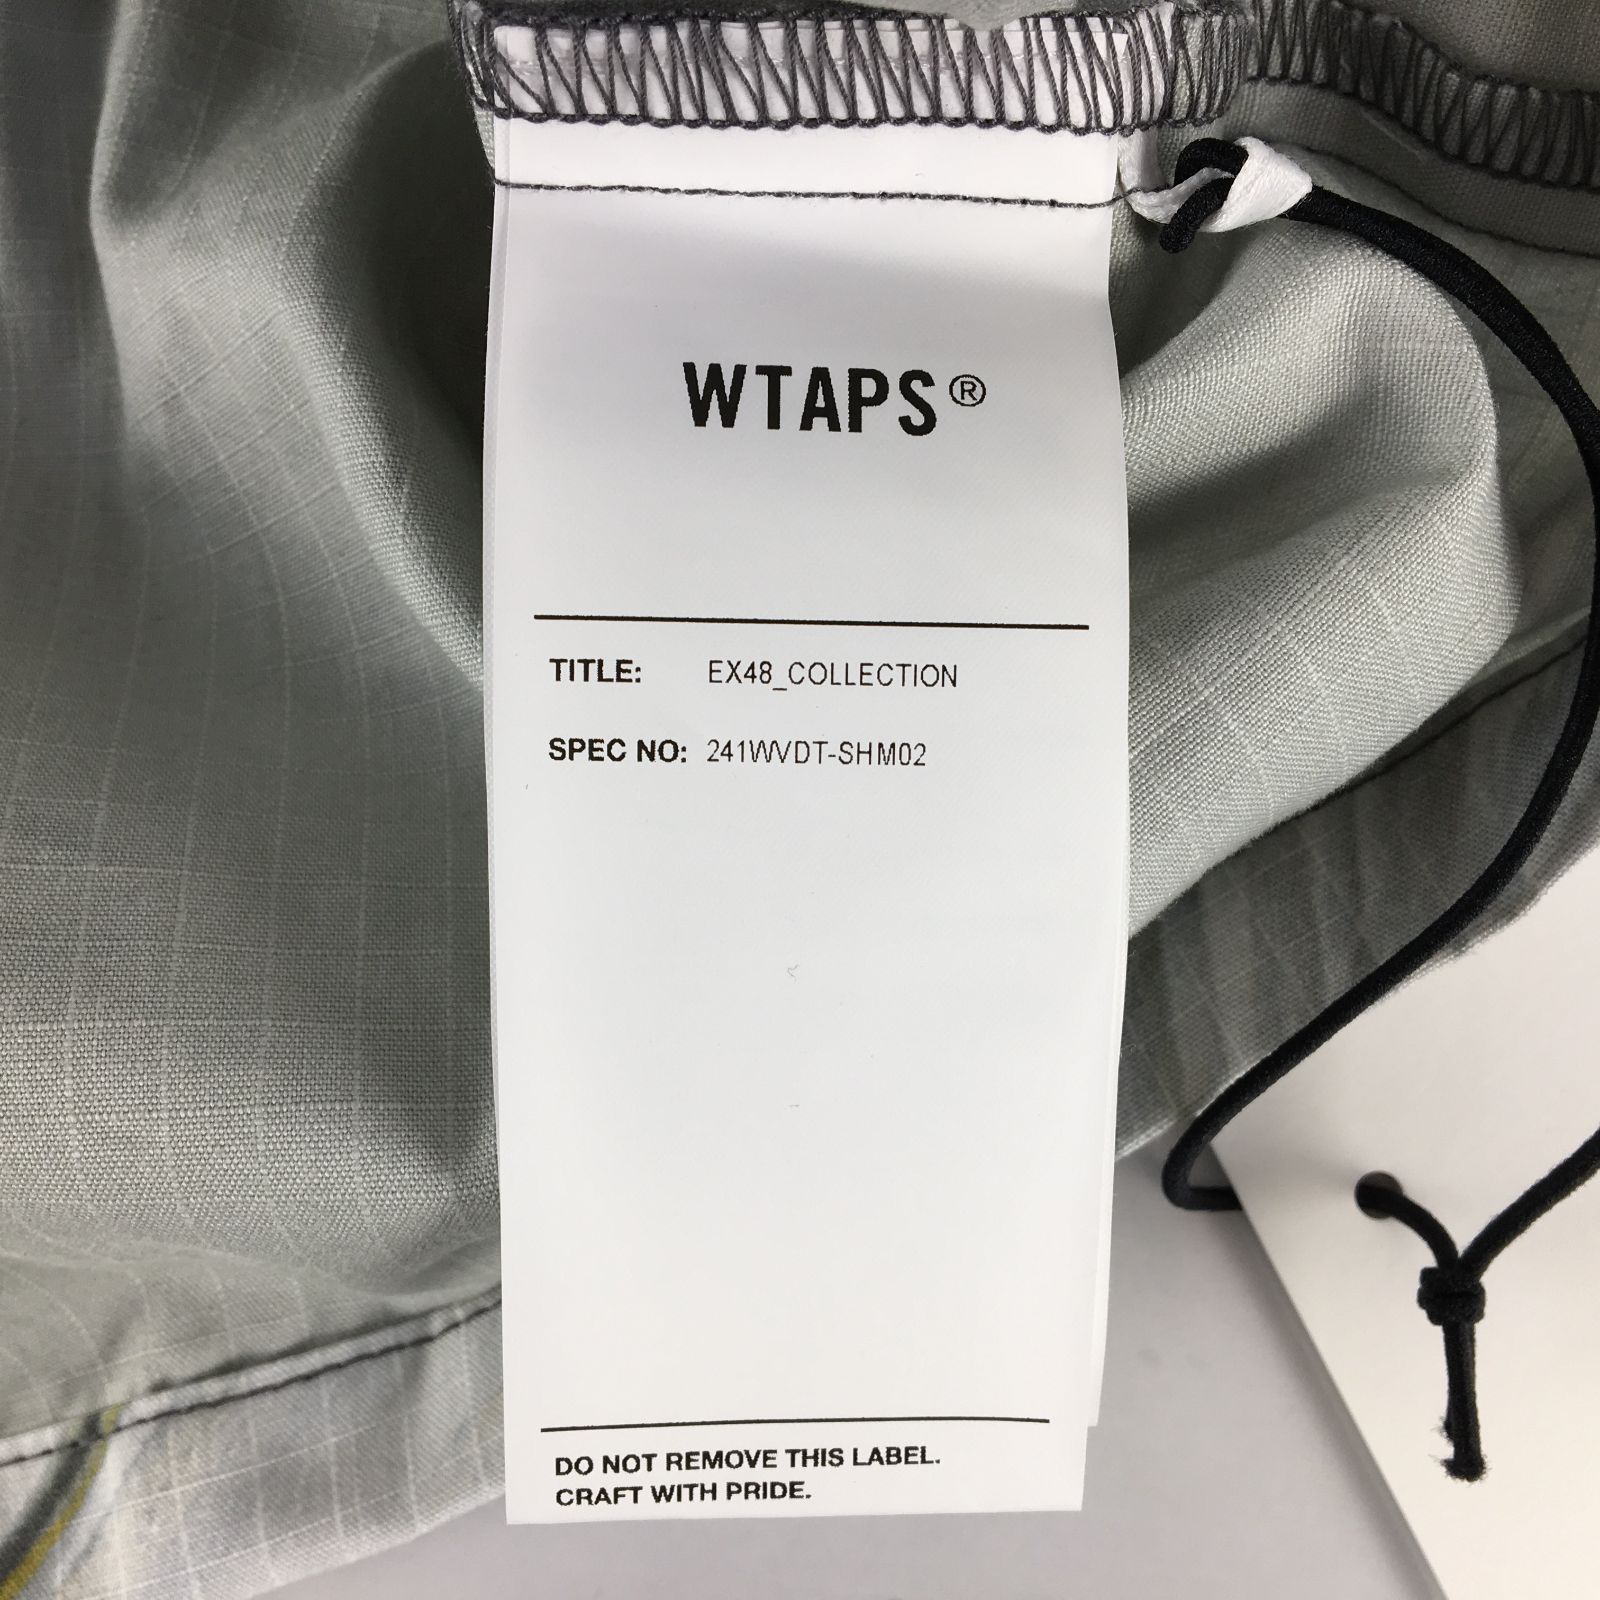 WTAPS®
TITLE: EX48_COLLECTION
SPEC NO: 241WVDT-SHM02
DO NOT REMOVE THIS LABEL.
CRAFT WITH PRIDE.